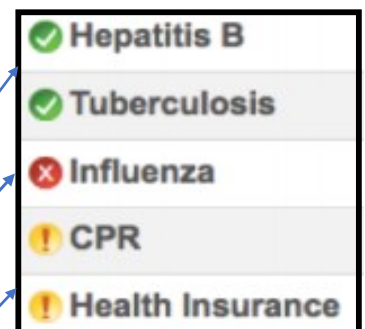 Hepatitis B
Tuberculosis
Influenza
CPR
Health Insurance